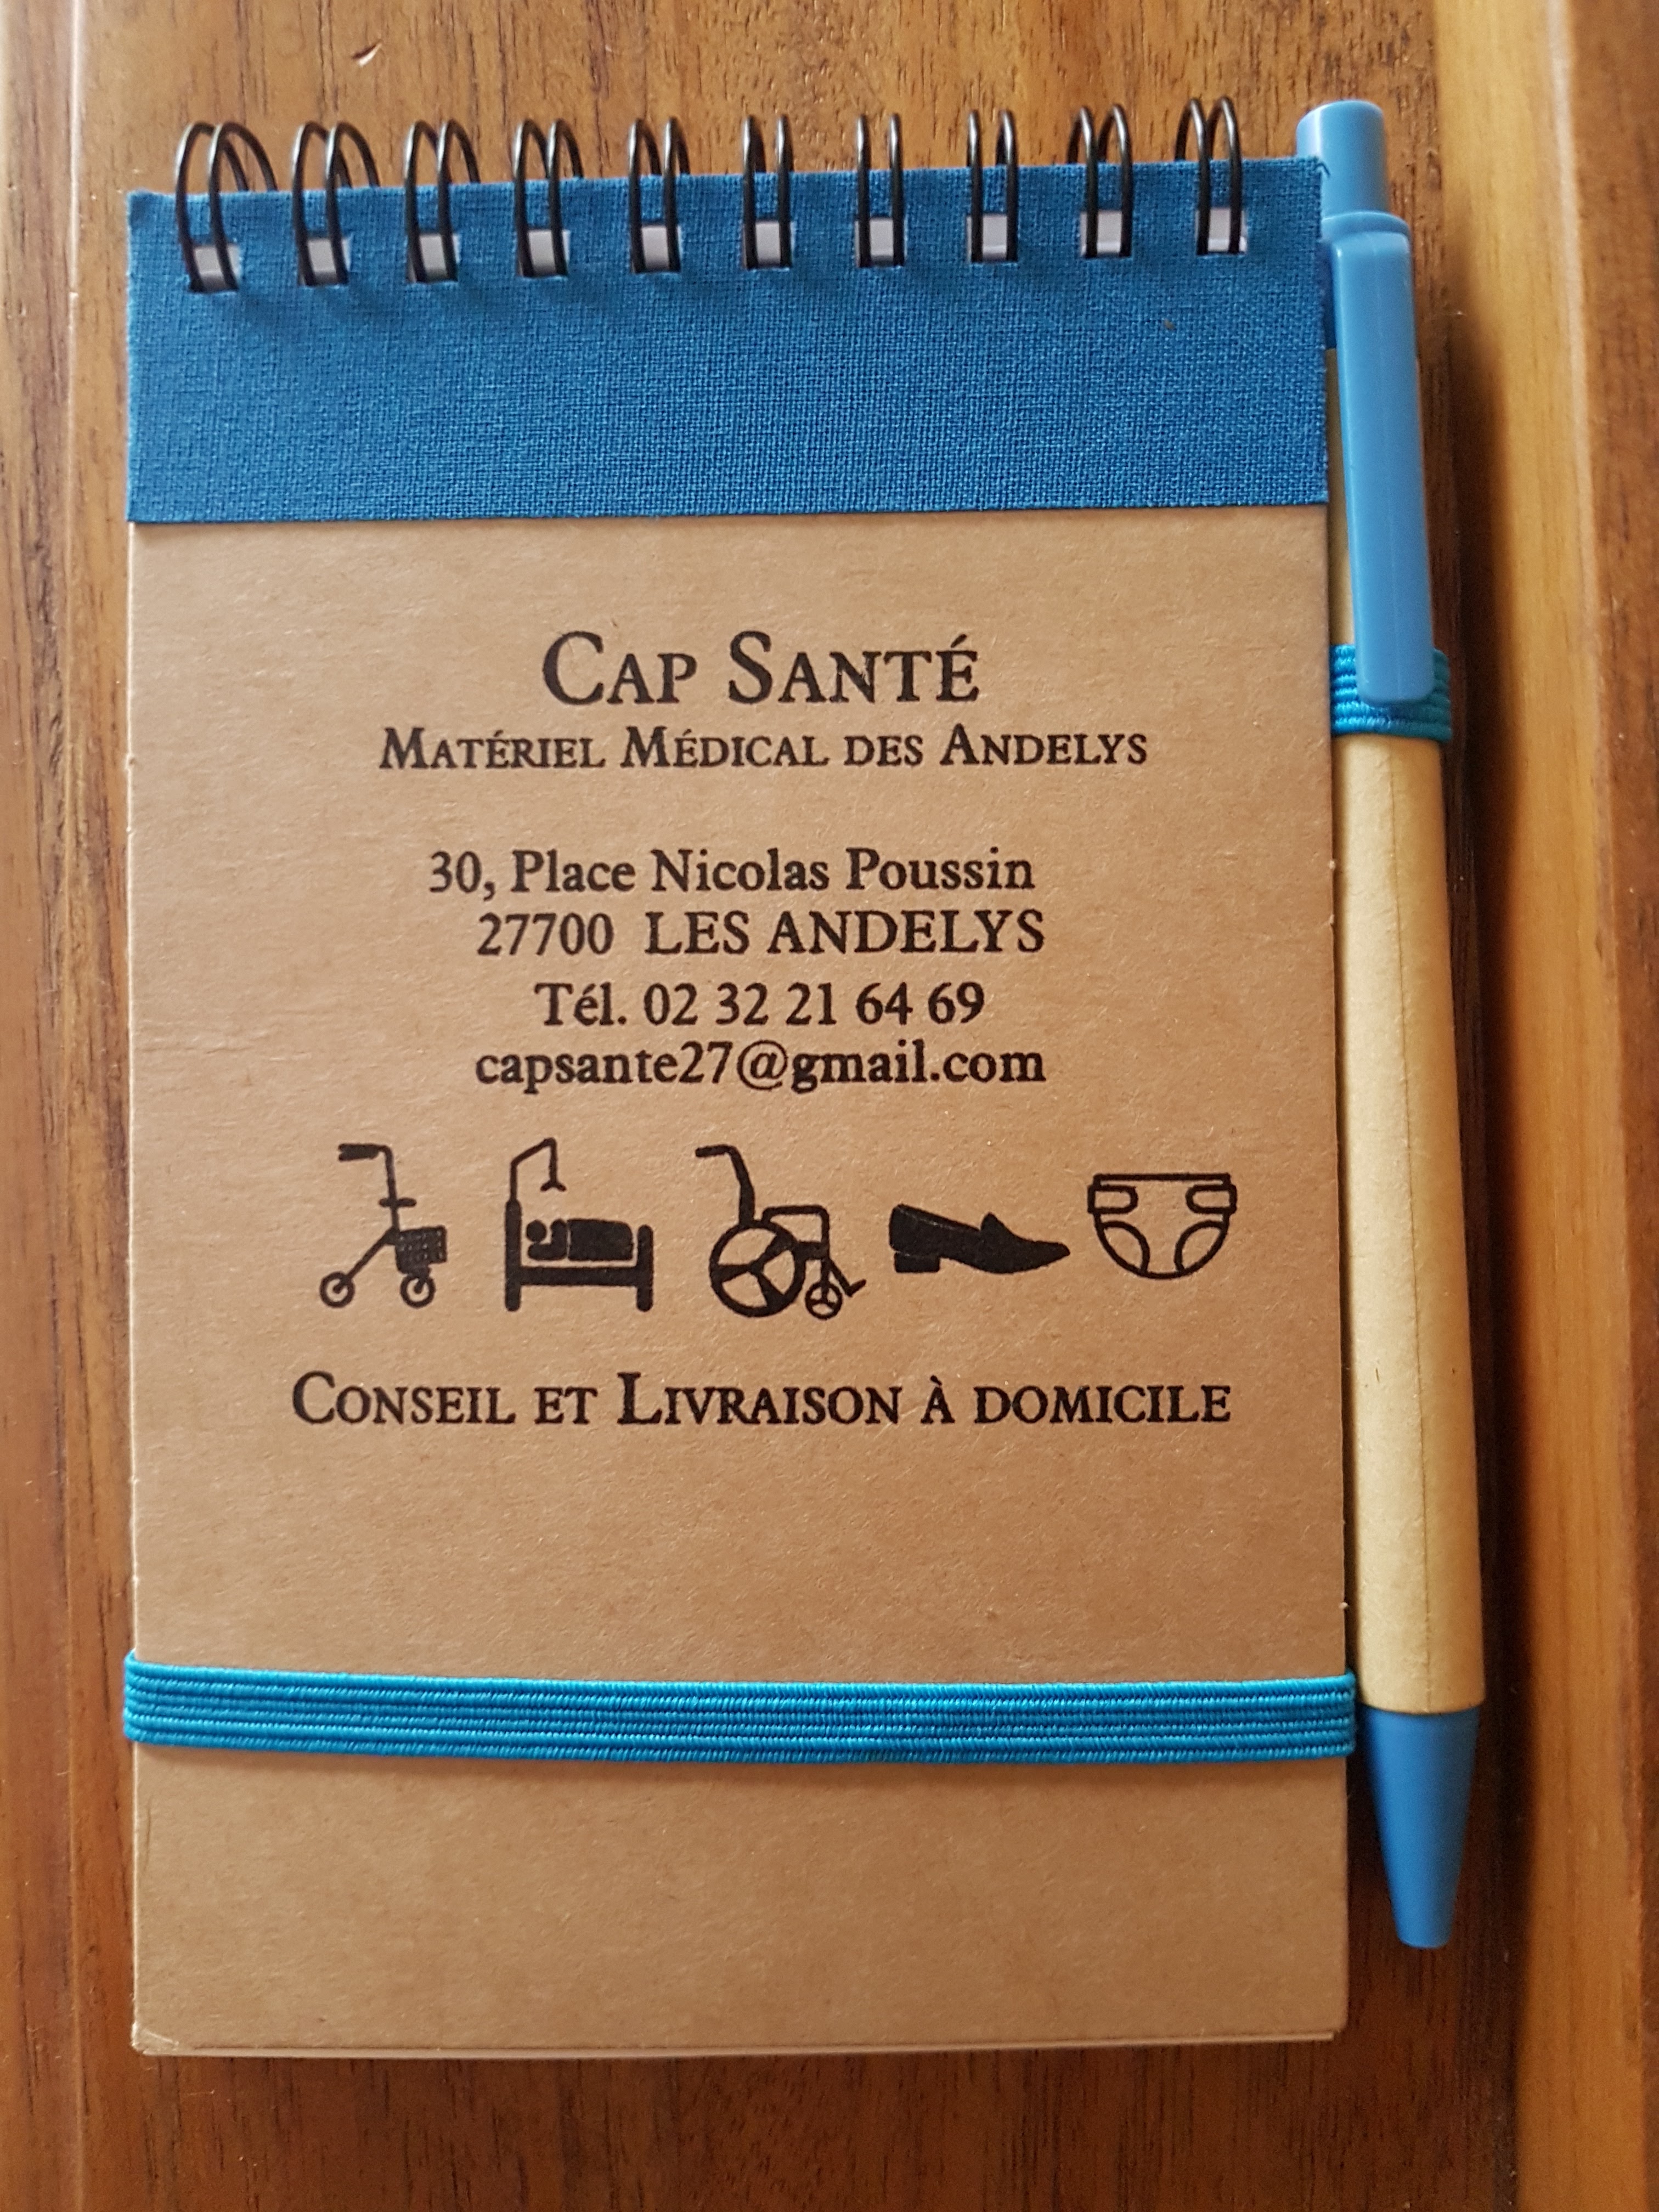 CAP SANTÉ
MATÉRIEL MÉDICAL DES ANDELYS
30, Place Nicolas Poussin
27700 LES ANDELYS
Tél. 02 32 21 64 69
capsante27@gmail.com
CONSEIL ET LIVRAISON À DOMICILE